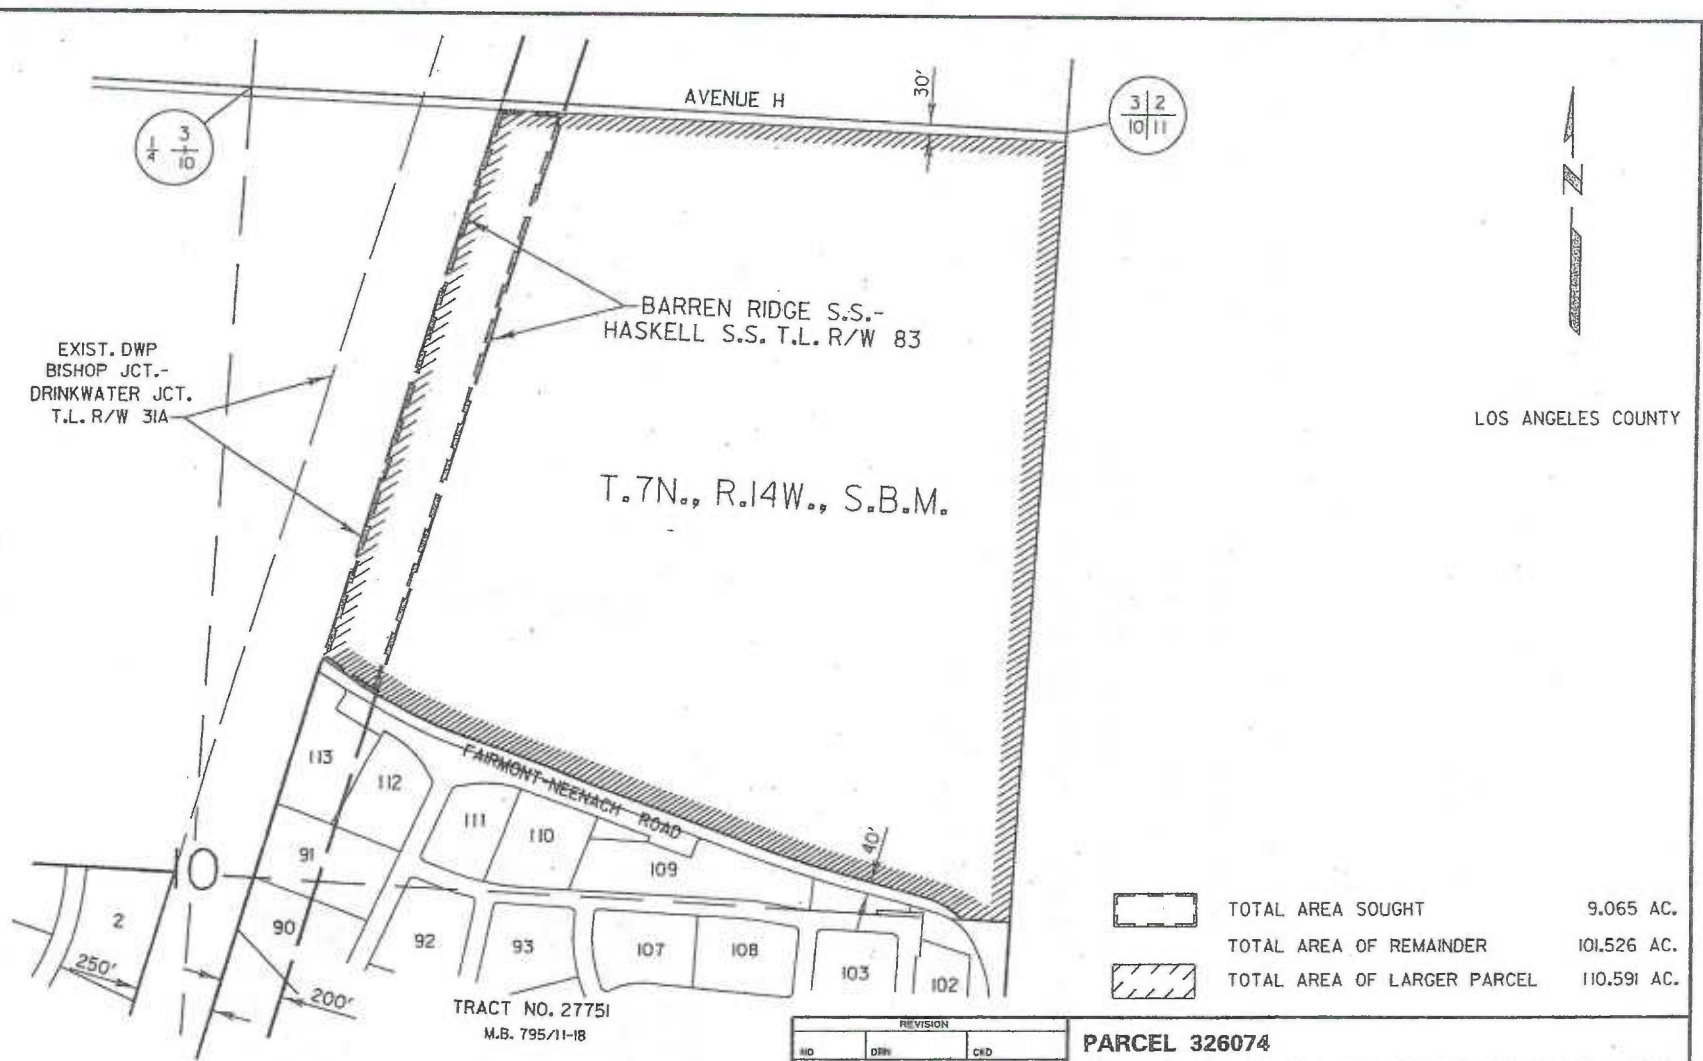 AVENUE H
30'
3 2
10 11
1/4 3
10
N
BARREN RIDGE S.S.-
HASKELL S.S. T.L. R/W 83
EXIST. DWP
BISHOP JCT.-
DRINKWATER JCT.
T.L. R/W 31A
LOS ANGELES COUNTY
T.7N., R.14W., S.B.M.
FAIRMONT-NEENACH ROAD
40'
113
112
111
110
109
91
90
92
93
107
108
103
102
2
250'
200'
TRACT NO. 27751
M.B. 795/11-18
TOTAL AREA SOUGHT 9.065 AC.
TOTAL AREA OF REMAINDER 101.526 AC.
TOTAL AREA OF LARGER PARCEL 110.591 AC.
REVISION
NO DRN CKD
PARCEL 326074